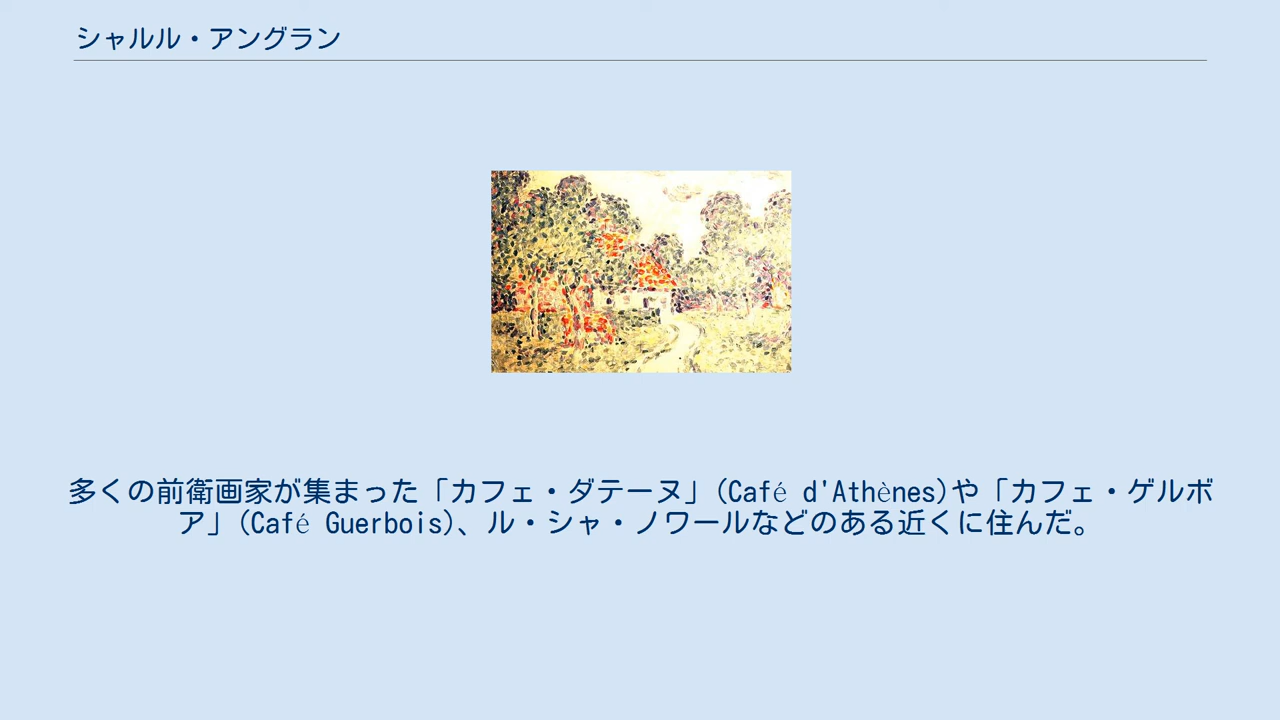 シャルル・アングラン
多くの前衛画家が集まった「カフェ・ダテーヌ」(Café d'Athènes)や「カフェ・ゲルボ
ア」(Café Guerbois)、ル・シャ・ノワールなどのある近くに住んだ。